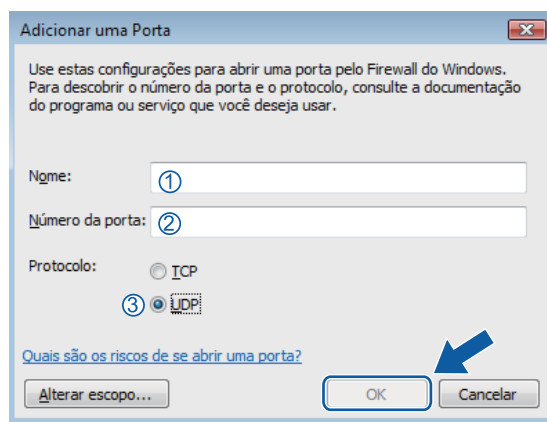 Adicionar uma Porta
Use estas configurações para abrir uma porta pelo Firewall do Windows.
Para descobrir o número da porta e o protocolo, consulte a documentação
do programa ou serviço que você deseja usar.
Nome: ①
Número da porta: ②
Protocolo: TCP
③ UDP
Quais são os riscos de se abrir uma porta?
Alterar escopo... OK Cancelar